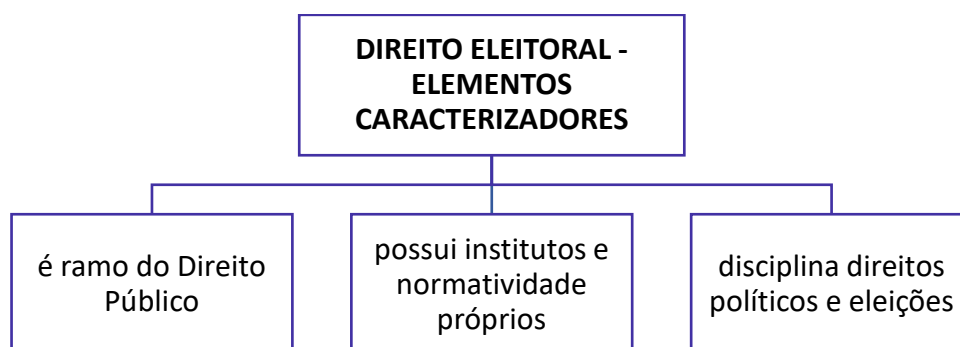 DIREITO ELEITORAL -
ELEMENTOS
CARACTERIZADORES
é ramo do Direito
Público
possui institutos e
normatividade
próprios
disciplina direitos
políticos e eleições